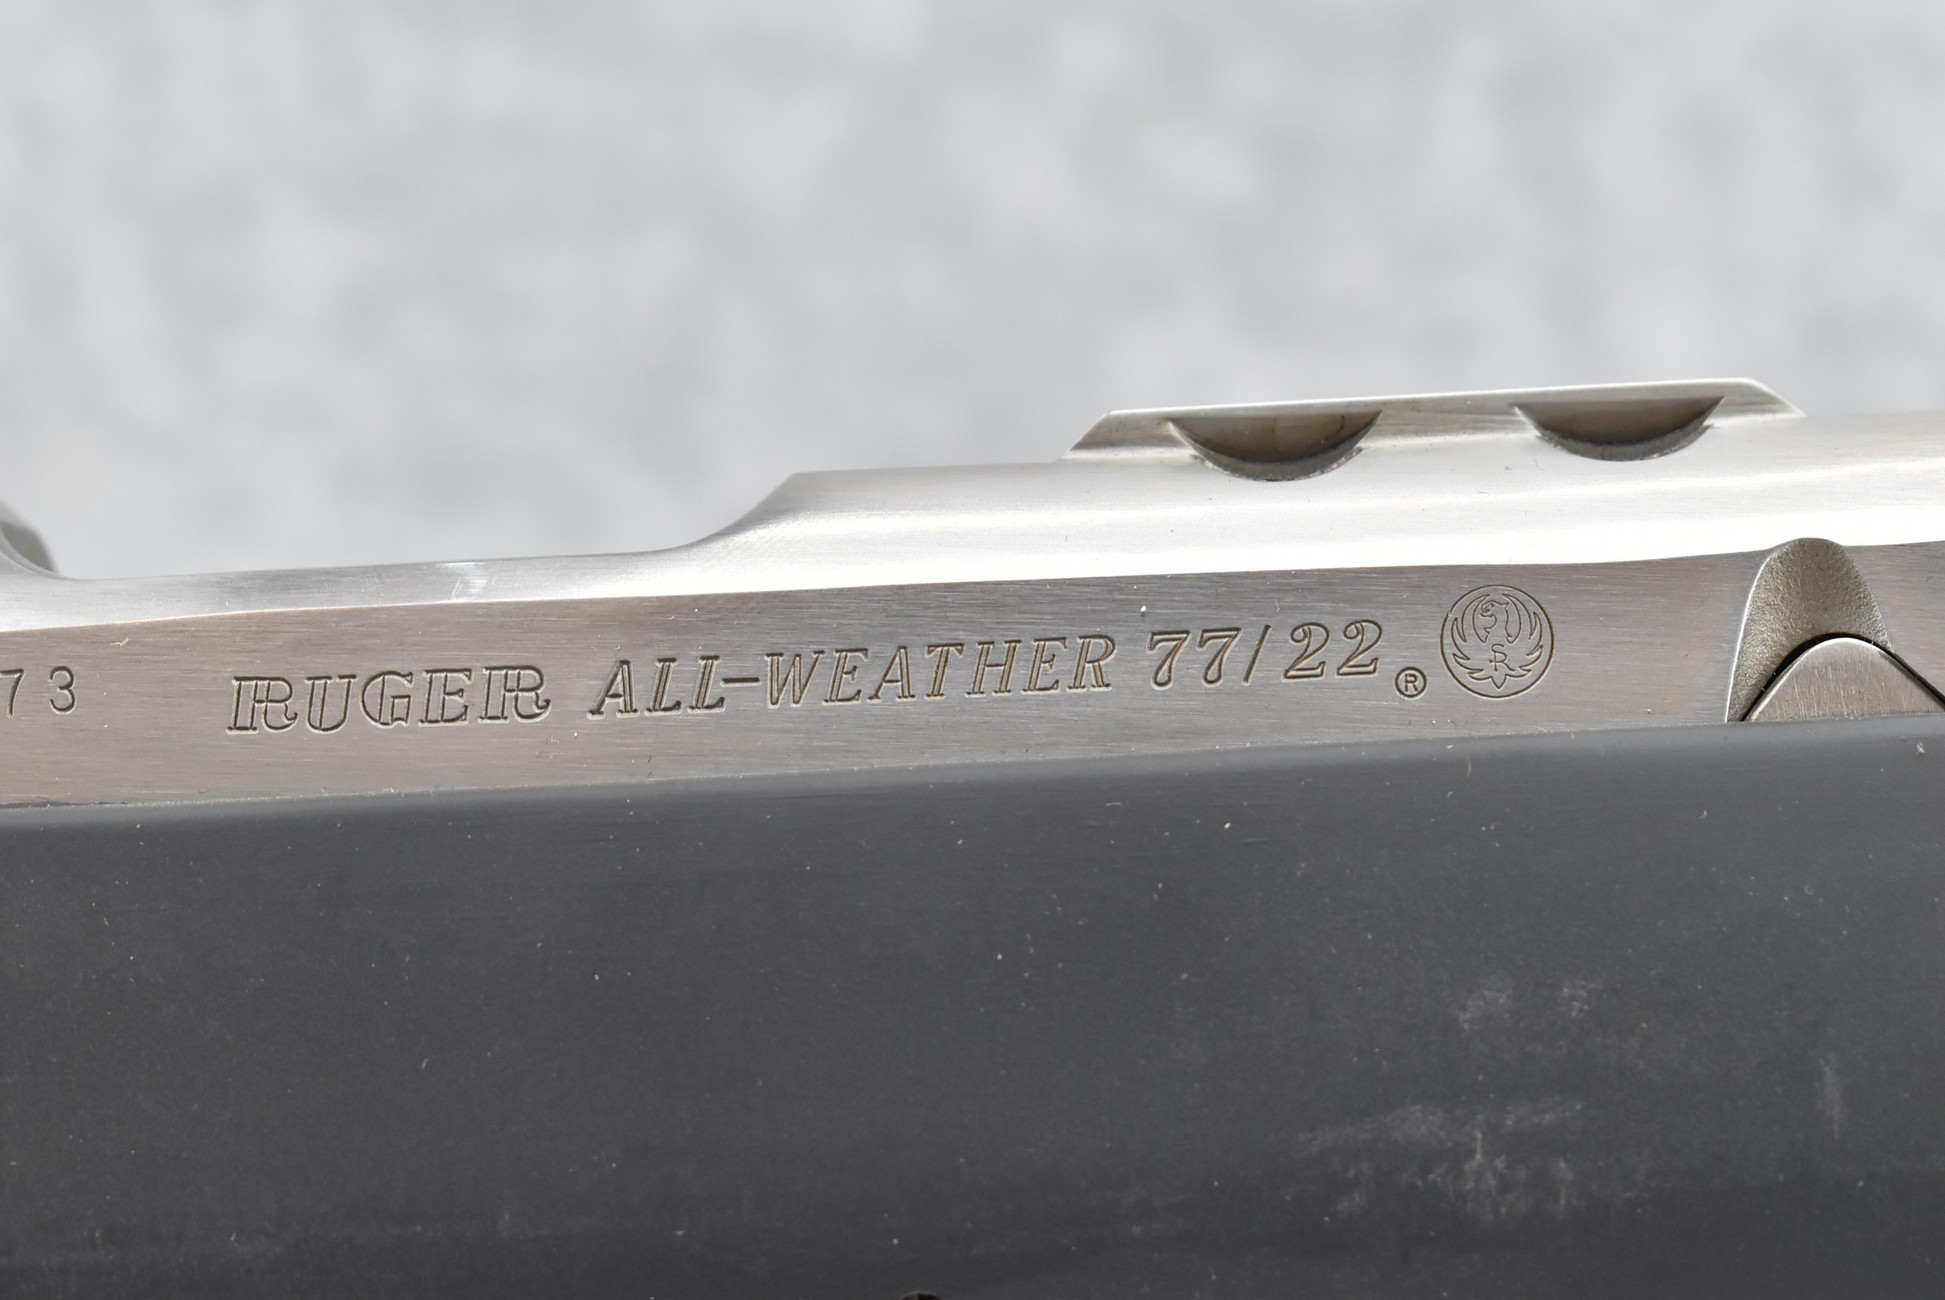 73 RUGER ALL-WEATHER 77/22 ®
R